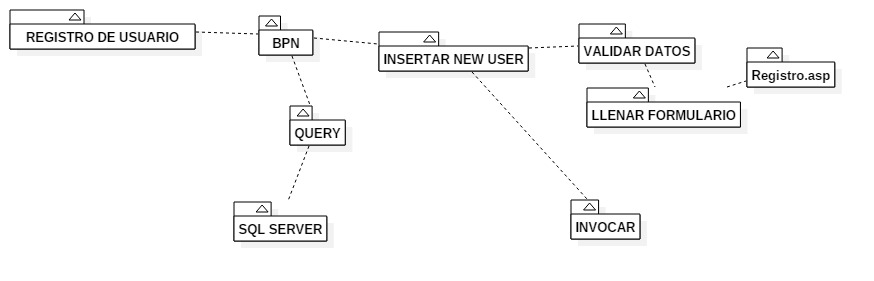 REGISTRO DE USUARIO
BPN
INSERTAR NEW USER
VALIDAR DATOS
Registro.asp
LLENAR FORMULARIO
QUERY
SQL SERVER
INVOCAR